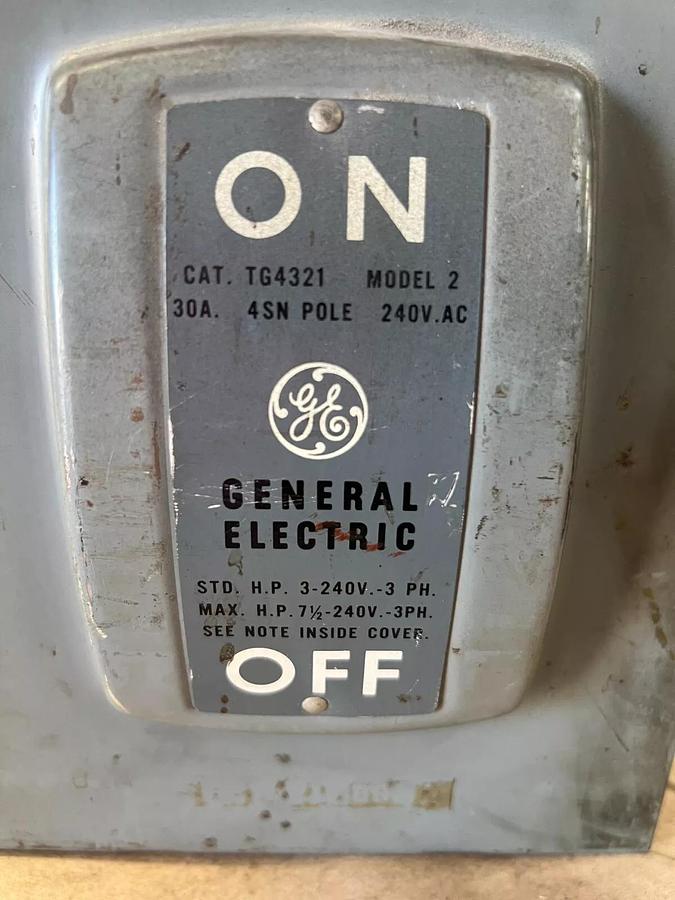 ON
CAT. TG4321 MODEL 2
30A. 4SN POLE 240V.AC
GE
GENERAL
ELECTRIC
STD. H.P. 3-240V.-3 PH.
MAX. H.P. 7½-240V.-3PH.
SEE NOTE INSIDE COVER.
OFF